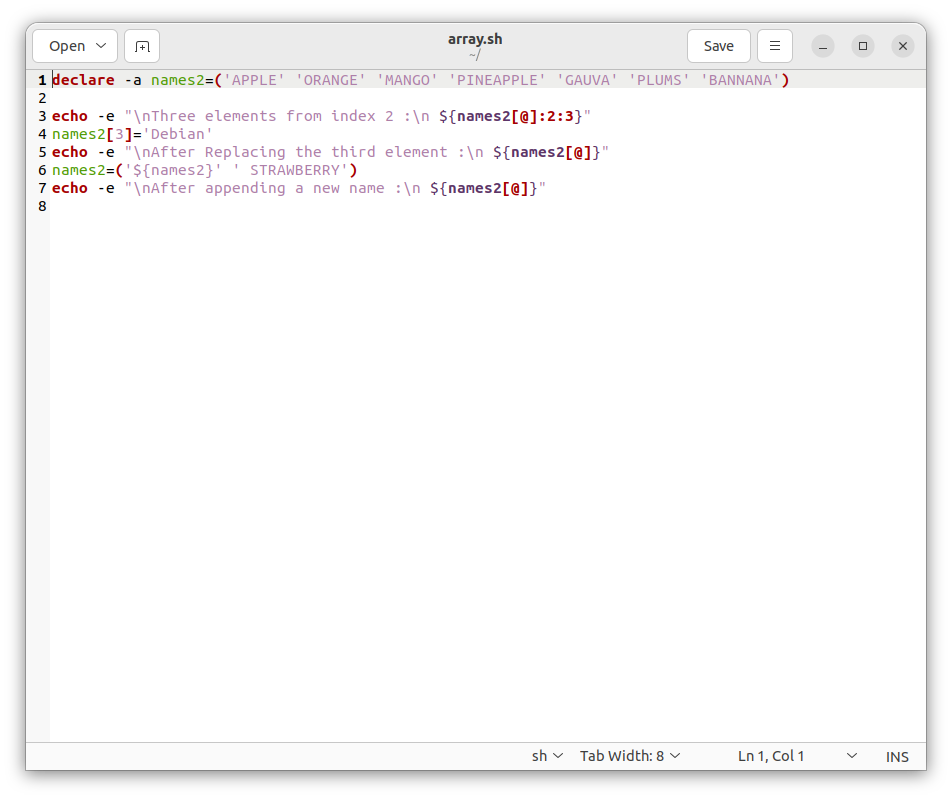 Open
array.sh
~/
Save
1 declare -a names2=('APPLE' 'ORANGE' 'MANGO' 'PINEAPPLE' 'GAUVA' 'PLUMS' 'BANNANA')
2
3 echo -e "\nThree elements from index 2 :\n ${names2[@]:2:3}"
4 names2[3]='Debian'
5 echo -e "\nAfter Replacing the third element :\n ${names2[@]}"
6 names2=('${names2}' ' STRAWBERRY')
7 echo -e "\nAfter appending a new name :\n ${names2[@]}"
8
sh Tab Width: 8 Ln 1, Col 1 INS